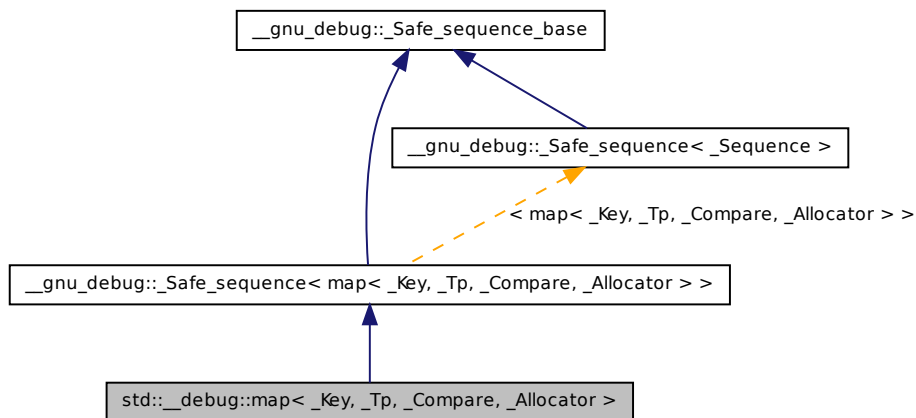 __gnu_debug::_Safe_sequence_base
__gnu_debug::_Safe_sequence< _Sequence >
< map< _Key, _Tp, _Compare, _Allocator > >
__gnu_debug::_Safe_sequence< map< _Key, _Tp, _Compare, _Allocator > >
std::__debug::map< _Key, _Tp, _Compare, _Allocator >